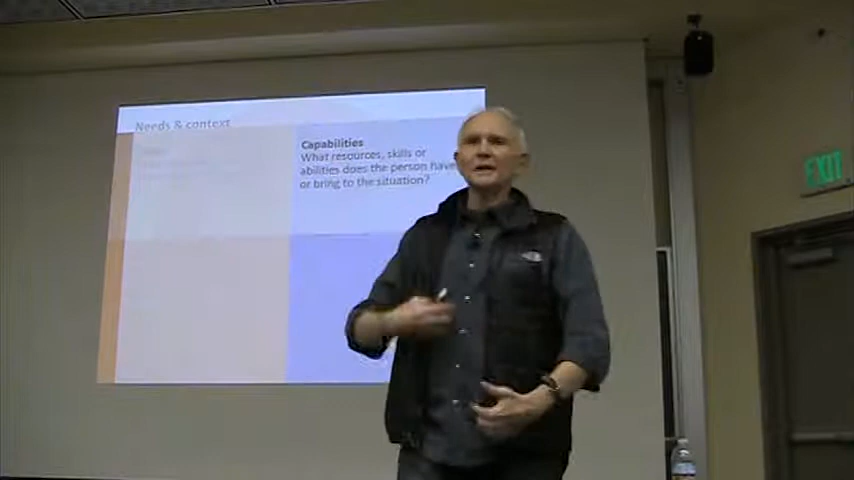 Needs & context
Capabilities
What resources, skills or
abilities does the person have
or bring to the situation?
EXIT